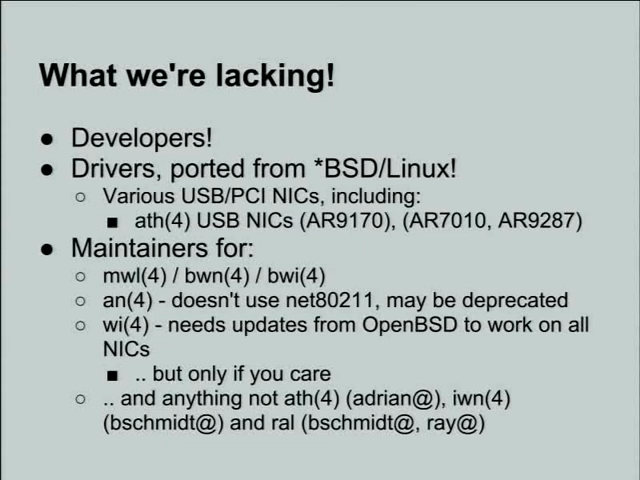 What we're lacking!
● Developers!
● Drivers, ported from *BSD/Linux!
○ Various USB/PCI NICs, including:
■ ath(4) USB NICs (AR9170), (AR7010, AR9287)
● Maintainers for:
○ mwl(4) / bwn(4) / bwi(4)
○ an(4) - doesn't use net80211, may be deprecated
○ wi(4) - needs updates from OpenBSD to work on all
NICs
■ .. but only if you care
○ .. and anything not ath(4) (adrian@), iwn(4)
(bschmidt@) and ral (bschmidt@, ray@)